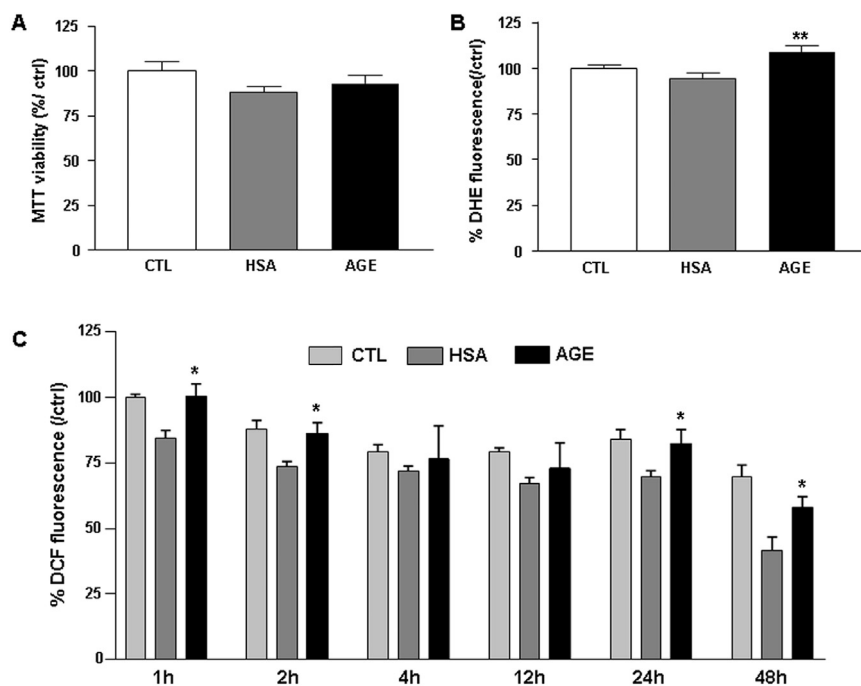 A
MTT viability (%/ ctrl)
125
100
75
50
25
0
CTL HSA AGE
B
% DHE fluorescence(/ctrl)
125
100
75
50
25
0
**
CTL HSA AGE
C
% DCF fluorescence (/ctrl)
125
100
75
50
25
0
CTL HSA AGE
* * * *
1h 2h 4h 12h 24h 48h